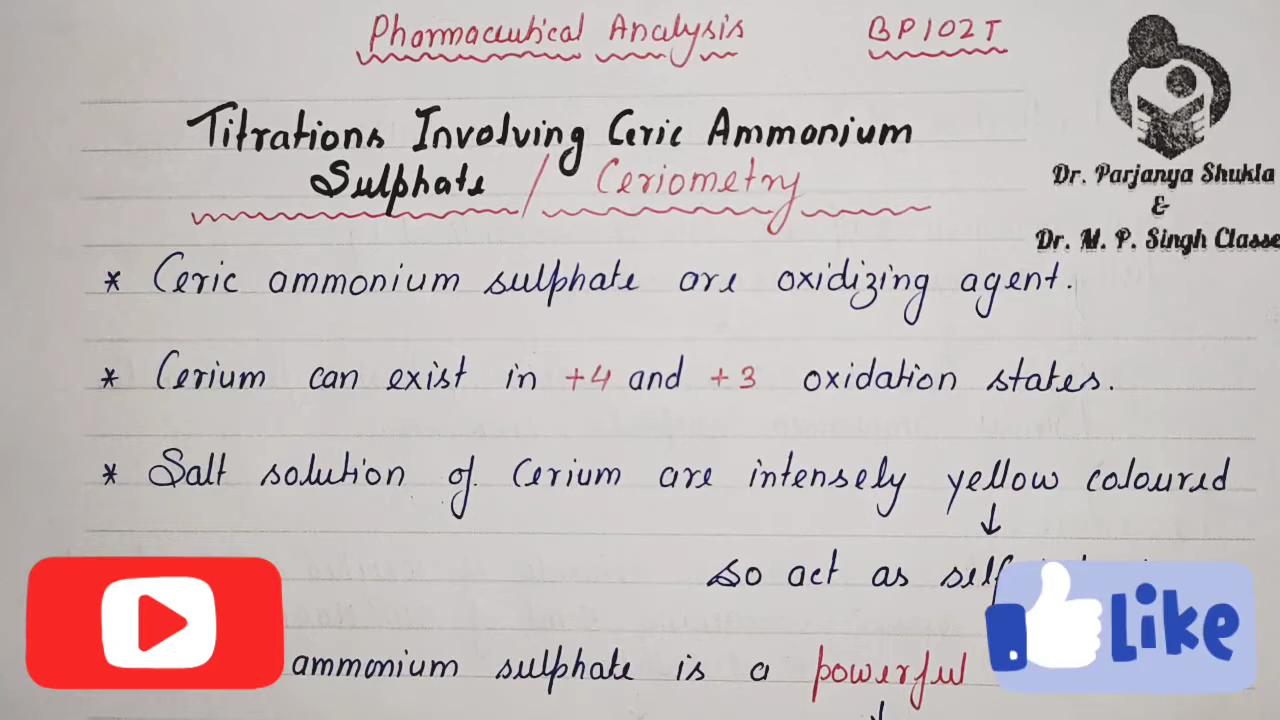 Pharmaceutical Analysis BP102T
Titrations Involving Ceric Ammonium
Sulphate / Ceriometry
Dr. Parjanya Shukla
&
Dr. M. P. Singh Classe
* Ceric ammonium sulphate are oxidizing agent.
* Cerium can exist in +4 and +3 oxidation states.
* Salt solution of Cerium are intensely yellow coloured
↓
so act as self
Like
ammonium sulphate is a powerful